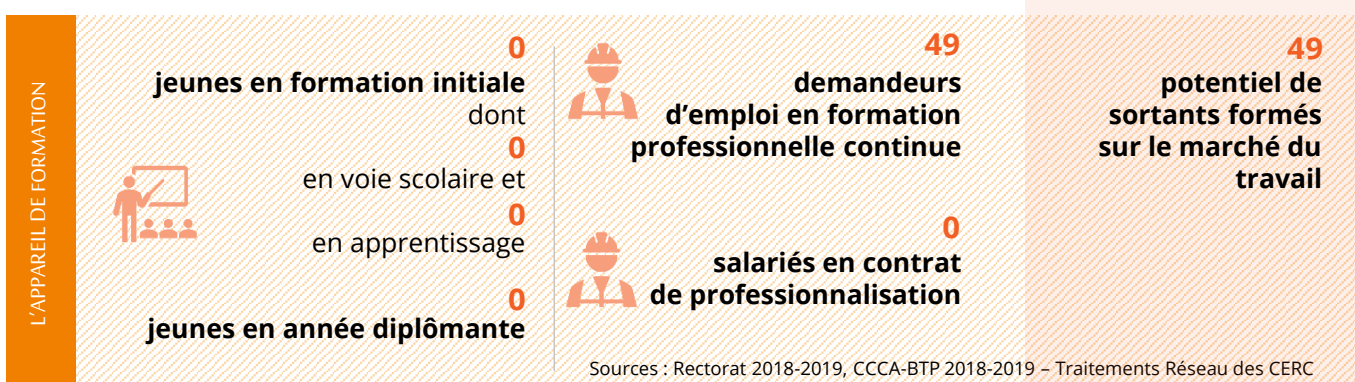 L'APPAREIL DE FORMATION
0
jeunes en formation initiale
dont
0
en voie scolaire et
0
en apprentissage
0
jeunes en année diplômante
49
demandeurs
d'emploi en formation
professionnelle continue
0
salariés en contrat
de professionnalisation
49
potentiel de
sortants formés
sur le marché du
travail
Sources : Rectorat 2018-2019, CCCA-BTP 2018-2019 – Traitements Réseau des CERC